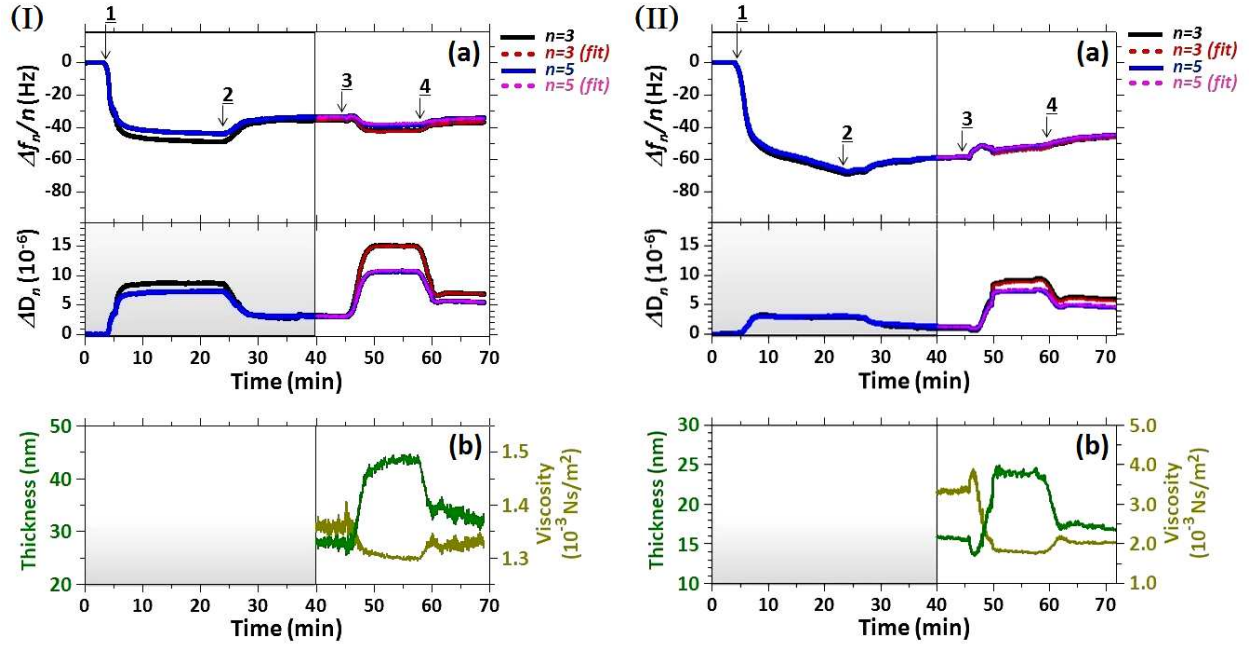 (I)
1
(a)
n=3
n=3 (fit)
n=5
n=5 (fit)
Δfn/n (Hz)
0
-20
-40
-60
-80
2
3
4
ΔDn (10-6)
15
10
5
0
0 10 20 30 40 50 60 70
Time (min)
(b)
Thickness (nm)
50
40
30
20
1.5
1.4
1.3
Viscosity
(10-3 Ns/m2)
0 10 20 30 40 50 60 70
Time (min)
(II)
1
(a)
n=3
n=3 (fit)
n=5
n=5 (fit)
Δfn/n (Hz)
0
-20
-40
-60
-80
2
3
4
ΔDn (10-6)
15
10
5
0
0 10 20 30 40 50 60 70
Time (min)
(b)
Thickness (nm)
30
25
20
15
10
5.0
4.0
3.0
2.0
1.0
Viscosity
(10-3 Ns/m2)
0 10 20 30 40 50 60 70
Time (min)